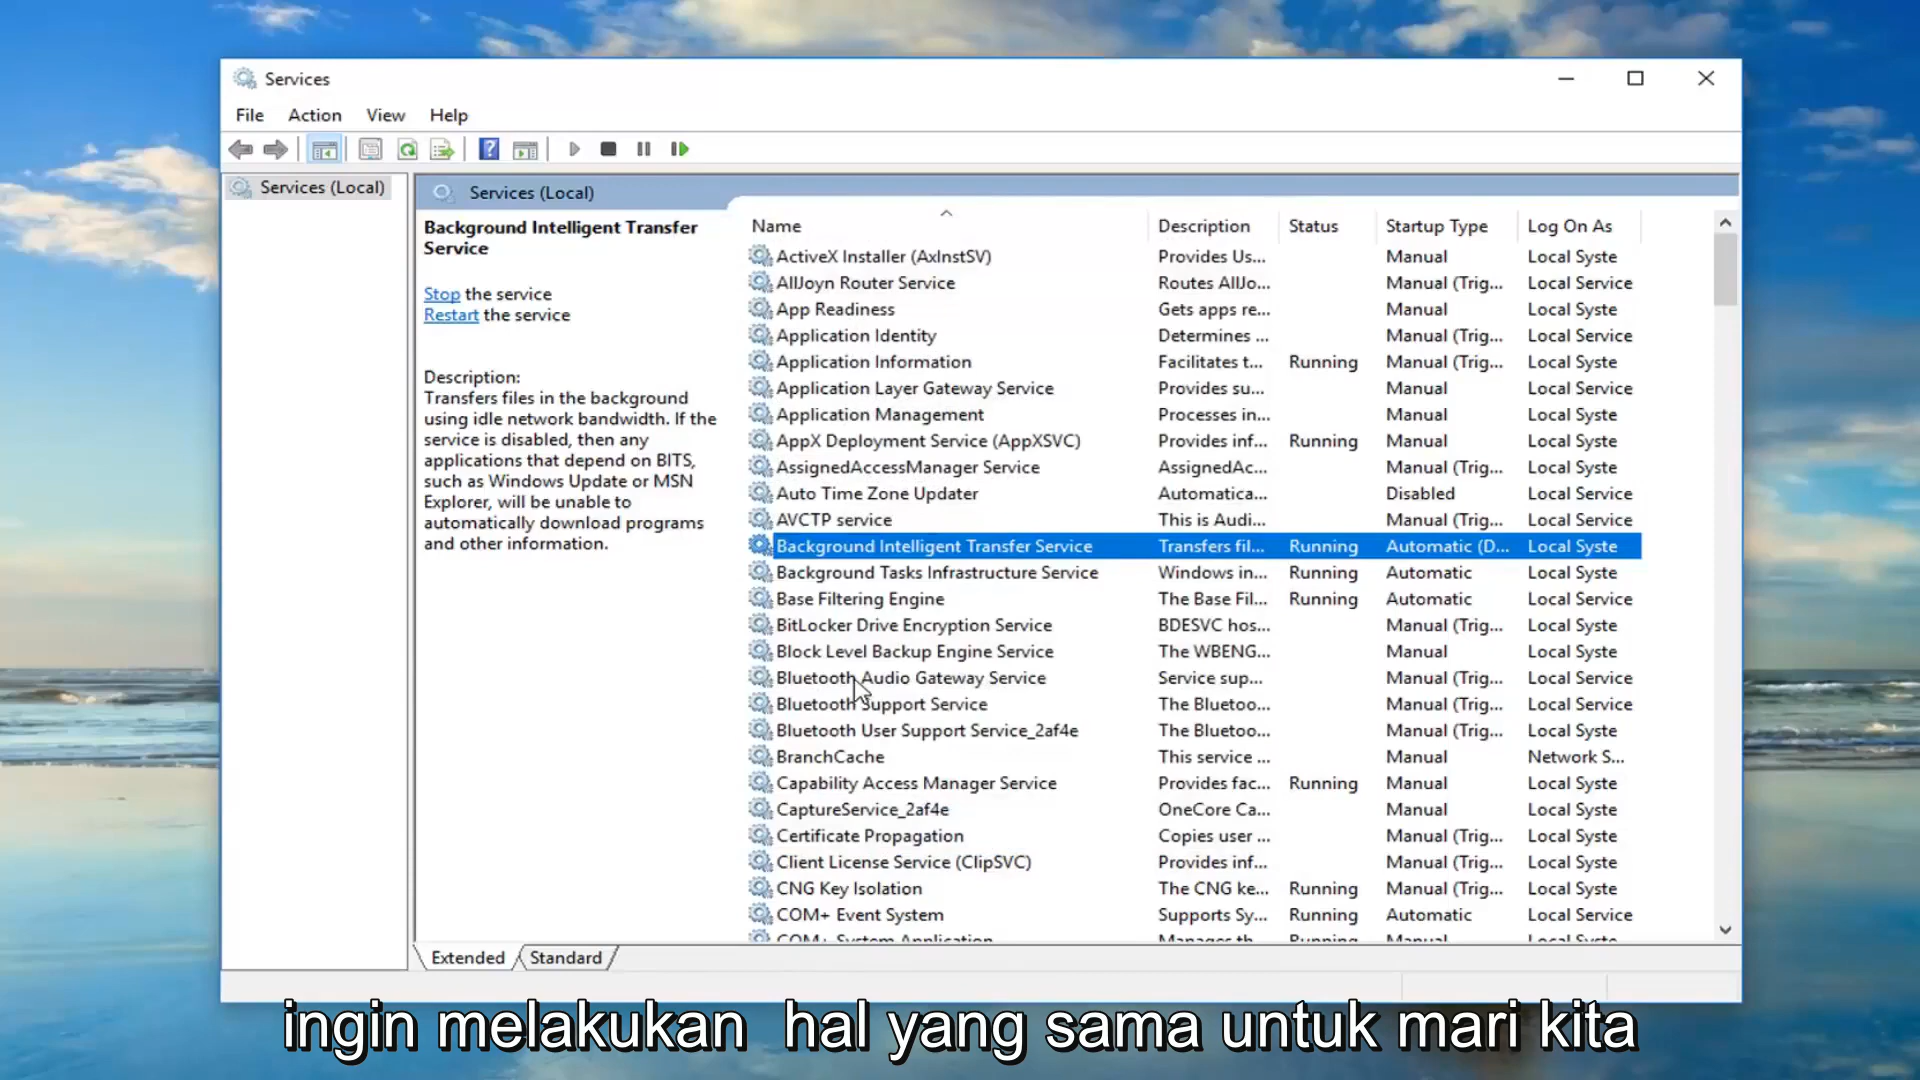 Services
File Action View Help
Services (Local)
Services (Local)
Background Intelligent Transfer
Service
Stop the service
Restart the service
Description:
Transfers files in the background
using idle network bandwidth. If the
service is disabled, then any
applications that depend on BITS,
such as Windows Update or MSN
Explorer, will be unable to
automatically download programs
and other information.
Name Description Status Startup Type Log On As
ActiveX Installer (AxInstSV) Provides Us... Manual Local Syste
AllJoyn Router Service Routes AllJo... Manual (Trig... Local Service
App Readiness Gets apps re... Manual Local Syste
Application Identity Determines ... Manual (Trig... Local Service
Application Information Facilitates t... Running Manual (Trig... Local Syste
Application Layer Gateway Service Provides su... Manual Local Service
Application Management Processes in... Manual Local Syste
AppX Deployment Service (AppXSVC) Provides inf... Running Manual Local Syste
AssignedAccessManager Service AssignedAc... Manual (Trig... Local Syste
Auto Time Zone Updater Automatica... Disabled Local Service
AVCTP service This is Audi... Manual (Trig... Local Service
Background Intelligent Transfer Service Transfers fil... Running Automatic (D... Local Syste
Background Tasks Infrastructure Service Windows in... Running Automatic Local Syste
Base Filtering Engine The Base Fil... Running Automatic Local Service
BitLocker Drive Encryption Service BDESVC hos... Manual (Trig... Local Syste
Block Level Backup Engine Service The WBENG... Manual Local Syste
Bluetooth Audio Gateway Service Service sup... Manual (Trig... Local Service
Bluetooth Support Service The Bluetoo... Manual (Trig... Local Service
Bluetooth User Support Service_2af4e The Bluetoo... Manual (Trig... Local Syste
BranchCache This service ... Manual Network S...
Capability Access Manager Service Provides fac... Running Manual Local Syste
CaptureService_2af4e OneCore Ca... Manual Local Syste
Certificate Propagation Copies user ... Manual (Trig... Local Syste
Client License Service (ClipSVC) Provides inf... Manual (Trig... Local Syste
CNG Key Isolation The CNG ke... Running Manual (Trig... Local Syste
COM+ Event System Supports Sy... Running Automatic Local Service
COM+ System Application Manages th... Running Manual Local Syste
Extended Standard
ingin melakukan hal yang sama untuk mari kita